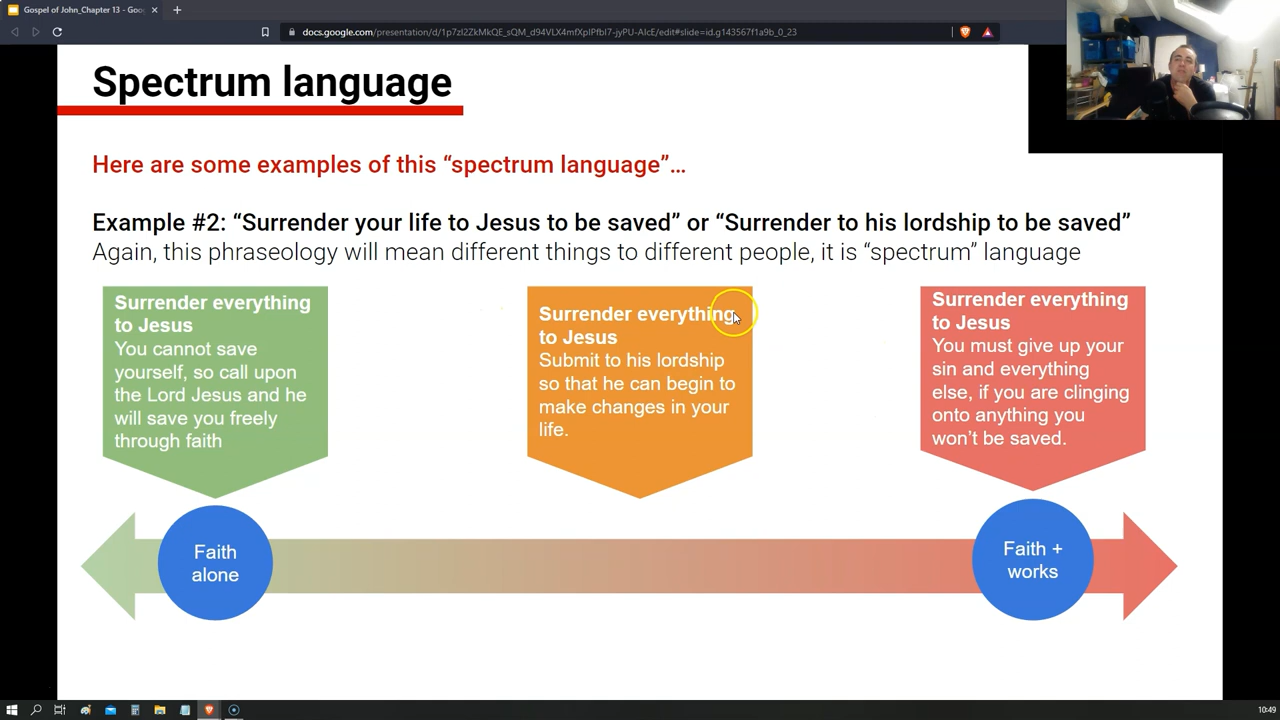 Gospel of John_Chapter 13 - Goo
docs.google.com/presentation/d/1p7zI2ZkMkQE_sQM_d94VLX4mfXpIPfbI7-jyPU-AIcE/edit#slide=id.g143567f1a9b_0_23
Spectrum language
Here are some examples of this “spectrum language”…
Example #2: “Surrender your life to Jesus to be saved” or “Surrender to his lordship to be saved”
Again, this phraseology will mean different things to different people, it is “spectrum” language
Surrender everything
to Jesus
You cannot save
yourself, so call upon
the Lord Jesus and he
will save you freely
through faith
Surrender everything
to Jesus
Submit to his lordship
so that he can begin to
make changes in your
life.
Surrender everything
to Jesus
You must give up your
sin and everything
else, if you are clinging
onto anything you
won’t be saved.
Faith
alone
Faith +
works
10:49